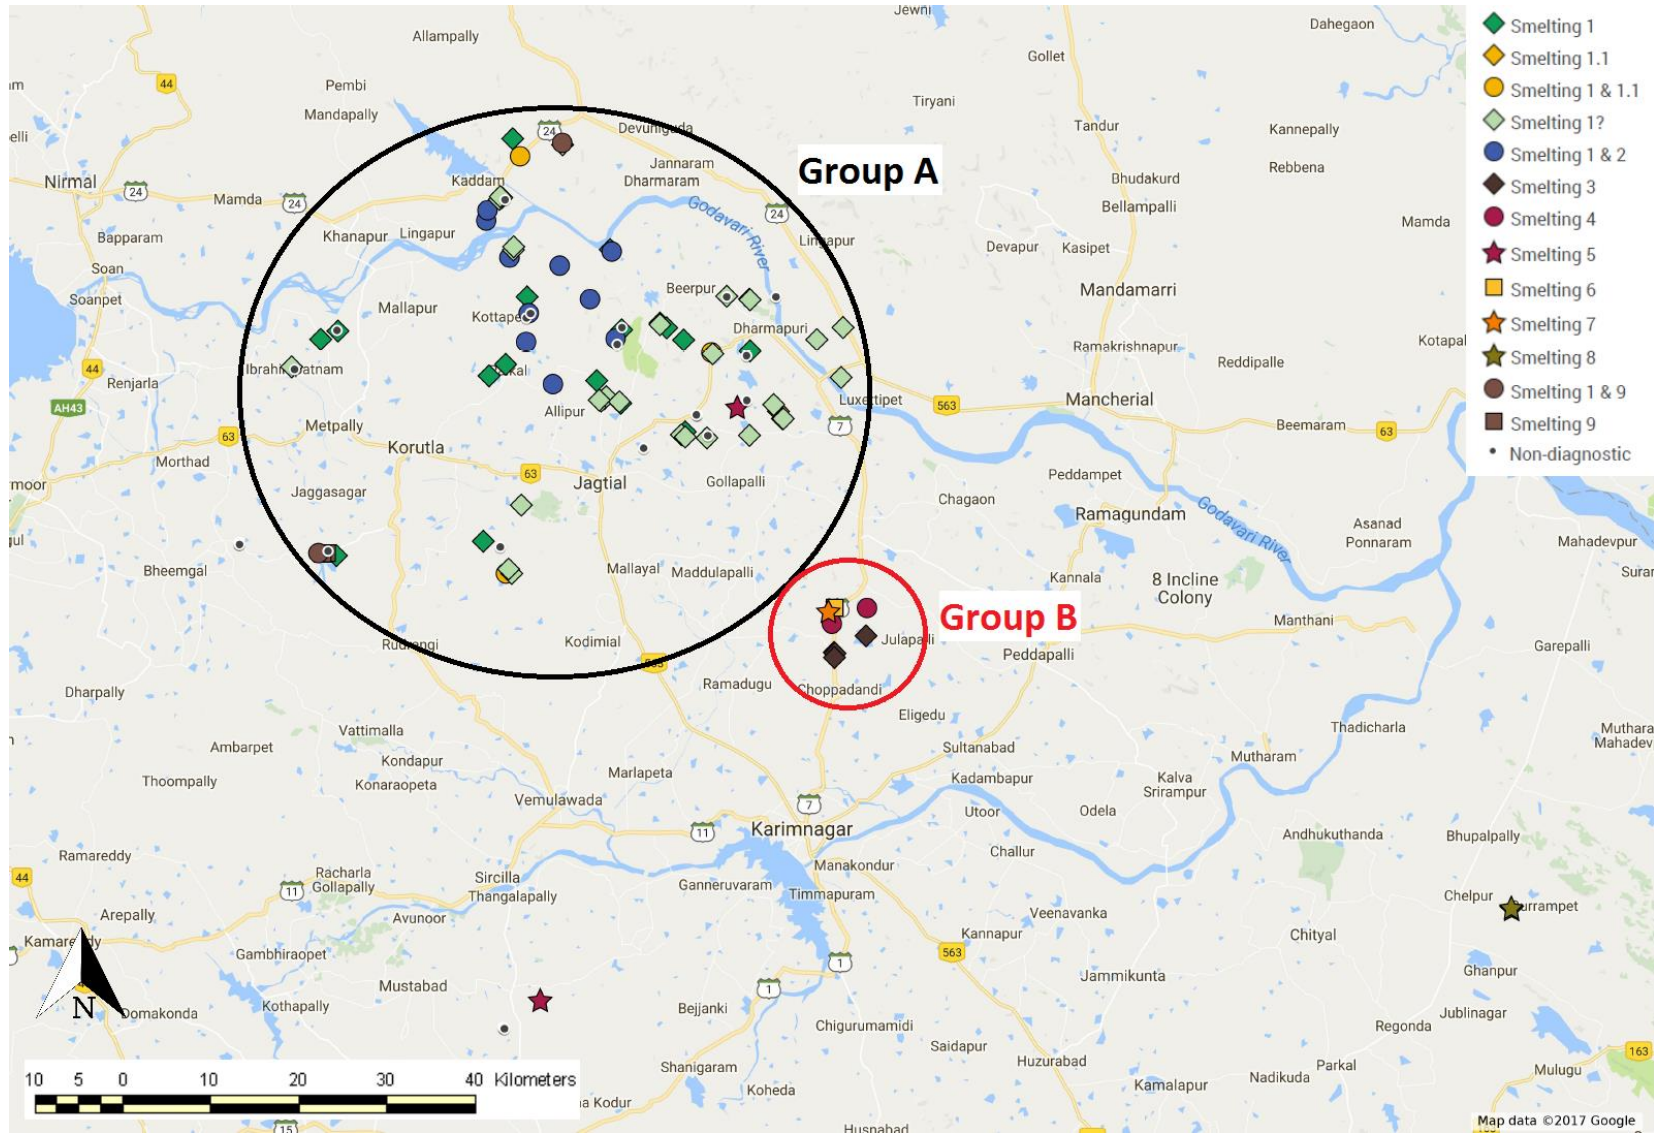 Jewni
Dahegaon
Allampally
Gollet
44
Pembi
Mandapally
Tiryani
Tandur
Kannepally
Rebbena
24
Devuniguda
Group A
Jannaram
Dharmaram
Nirmal
24
Mamda
24
Kaddam
Bhudakurd
Bellampalli
Godavari River
24
Mamda
Bapparam
Khanapur
Lingapur
Lingapur
Devapur
Kasipet
Soan
Soanpet
Mallapur
Beerpur
Mandamarri
Dharmapuri
Ramakrishnapur
Reddipalle
44
Renjarla
Luxettipet
563
Mancherial
AH43
Allipur
Metpally
7
Beemaram
63
63
Korutla
Morthad
63
Jagtial
Gollapalli
Jaggasagar
Peddampet
Chagaon
Ramagundam
Godavari River
Asanad
Ponnaram
Mahadevpur
Bheemgal
Mallayal
Maddulapalli
Kannala
8 Incline
Colony
Group B
Manthani
Kodimial
Julapalli
Peddapalli
Garepalli
Dharpally
Ramadugu
Choppadandi
Eligedu
Vattimalla
Thadicharla
Ambarpet
Kondapur
Sultanabad
Mutharam
Thoompally
Konaraopeta
Marlapeta
Kadambapur
Kalva
Srirampur
Vemulawada
7
Utoor
Odela
11
Karimnagar
Andhukuthanda
Bhupalpally
Ramareddy
Challur
44
Racharla
Gollapally
11
Sircilla
Thangalapally
Manakondur
Ganneruvaram
Timmapuram
Chelpur
Arepally
Avunoor
Veenavanka
Kannapur
Chityal
Gambhiraopet
563
1
Jammikunta
Ghanpur
Mustabad
1
Kothapally
Bejjanki
Jublinagar
Domakonda
Chigurumamidi
Regonda
Saidapur
N
Shanigaram
Huzurabad
Parkal
163
Koheda
Kamalapur
Nadikuda
Mulugu
10 5 0 10 20 30 40 Kilometers
15
Husnabad
Map data ©2017 Google
Smelting 1
Smelting 1.1
Smelting 1 & 1.1
Smelting 1?
Smelting 1 & 2
Smelting 3
Smelting 4
Smelting 5
Smelting 6
Smelting 7
Smelting 8
Smelting 1 & 9
Smelting 9
Non-diagnostic